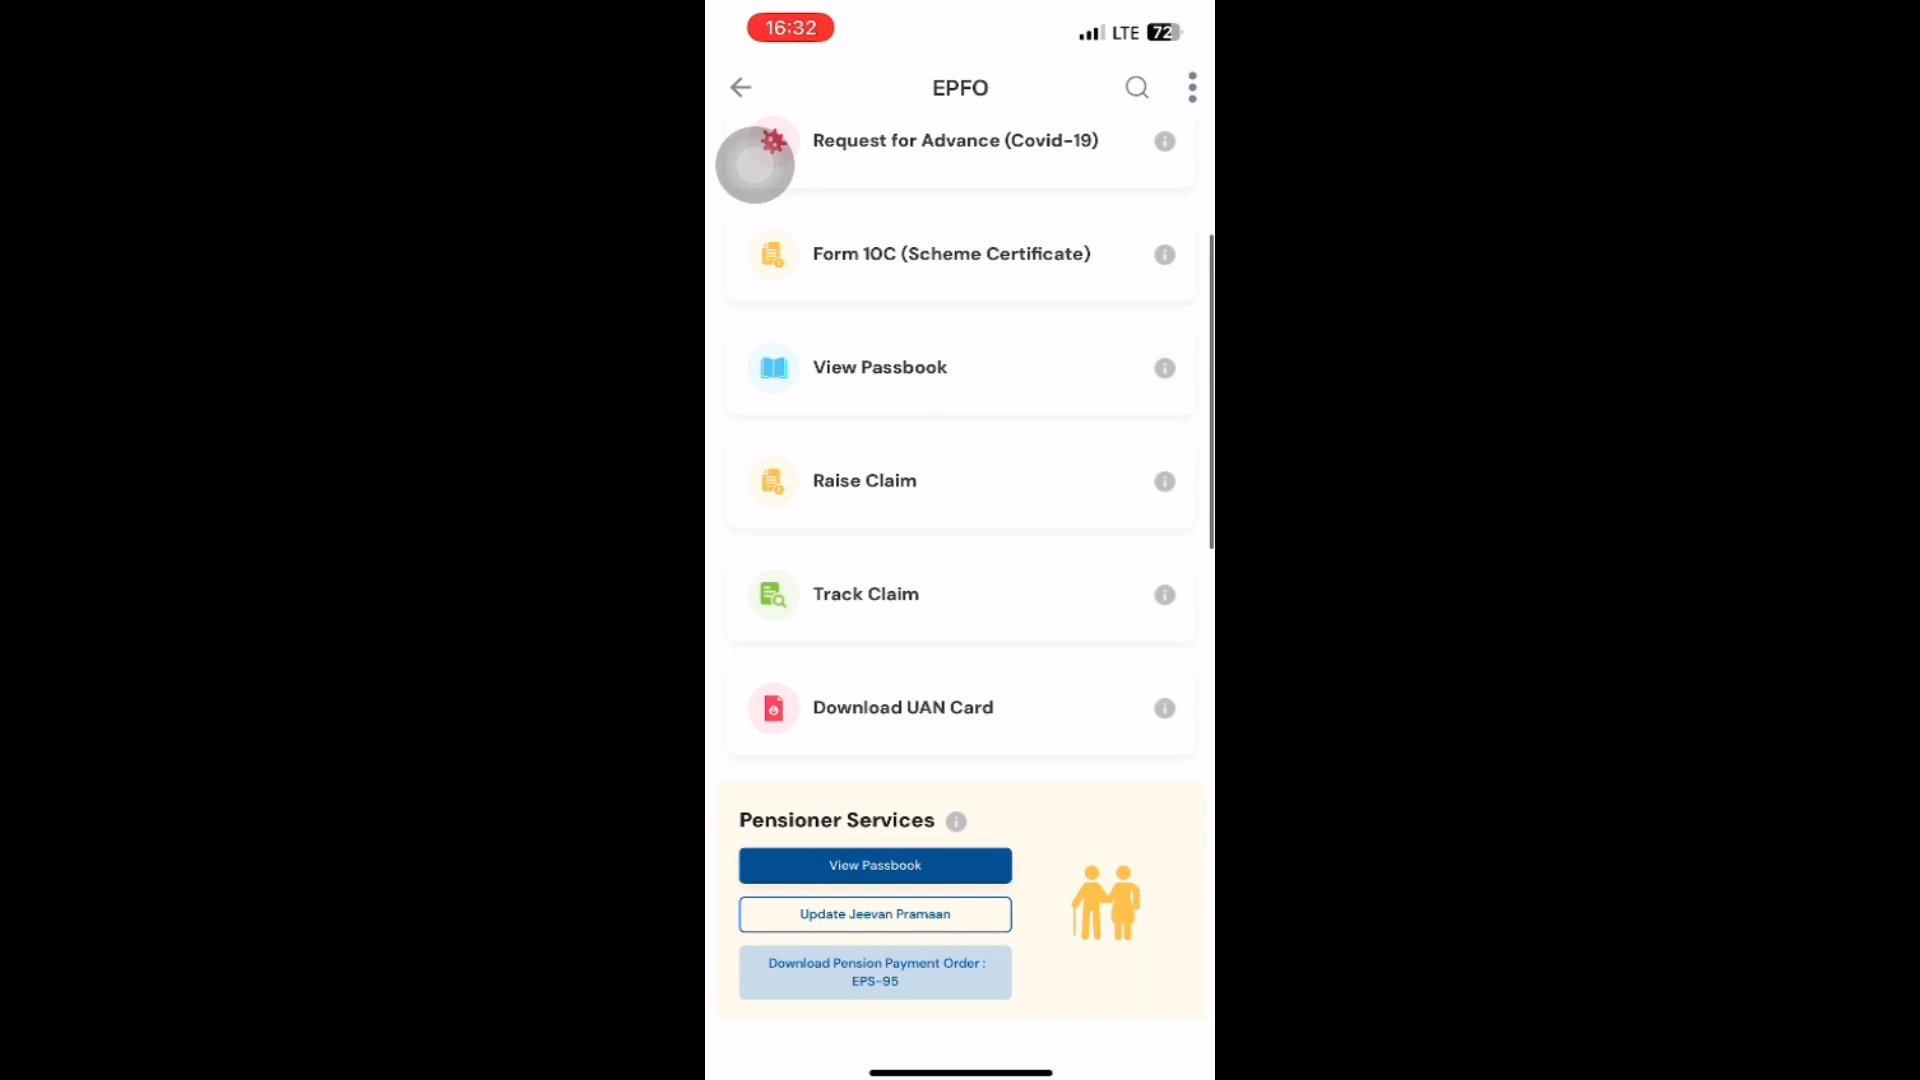 16:32
LTE 72
EPFO
Request for Advance (Covid-19)
Form 10C (Scheme Certificate)
View Passbook
Raise Claim
Track Claim
Download UAN Card
Pensioner Services
View Passbook
Update Jeevan Pramaan
Download Pension Payment Order :
EPS-95